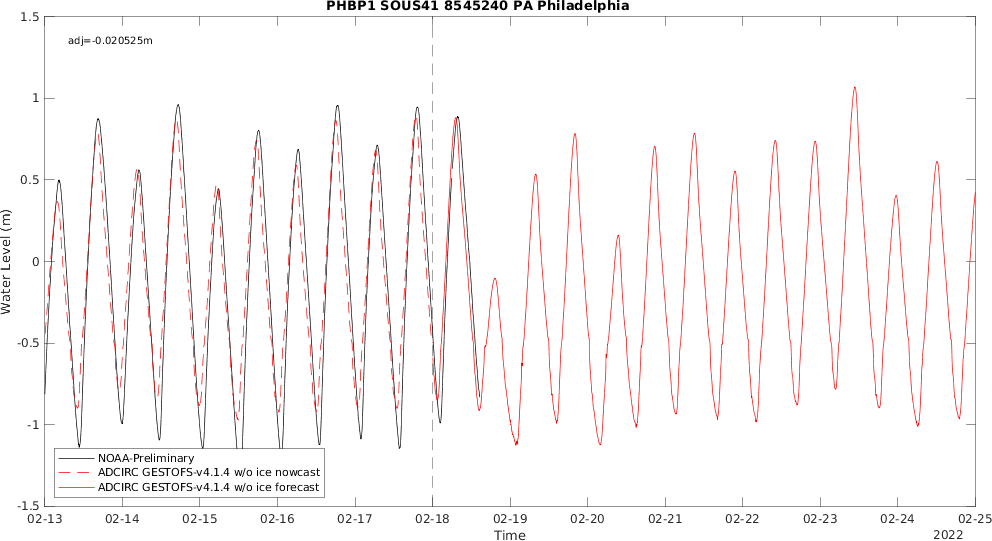 PHBP1 SOUS41 8545240 PA Philadelphia
adj=-0.020525m
1.5
1
0.5
0
-0.5
-1
-1.5
Water Level (m)
NOAA-Preliminary
ADCIRC GESTOFS-v4.1.4 w/o ice nowcast
ADCIRC GESTOFS-v4.1.4 w/o ice forecast
02-13 02-14 02-15 02-16 02-17 02-18 02-19 02-20 02-21 02-22 02-23 02-24 02-25
Time
2022